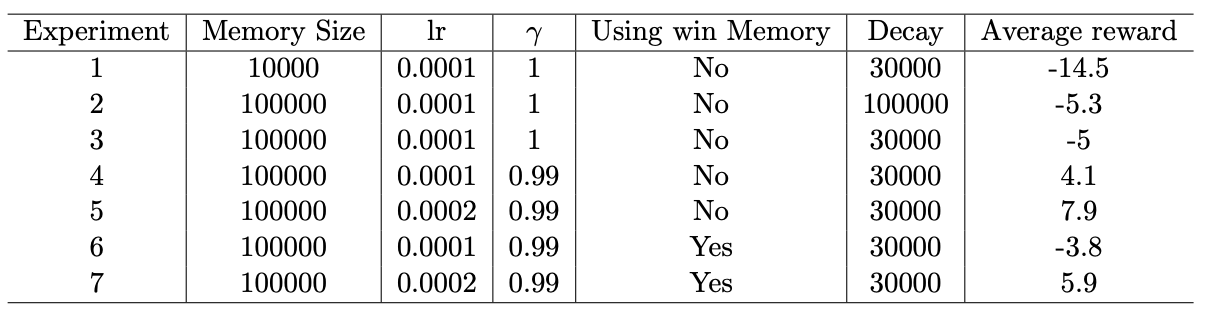 Experiment Memory Size lr γ Using win Memory Decay Average reward
1 10000 0.0001 1 No 30000 -14.5
2 100000 0.0001 1 No 100000 -5.3
3 100000 0.0001 1 No 30000 -5
4 100000 0.0001 0.99 No 30000 4.1
5 100000 0.0002 0.99 No 30000 7.9
6 100000 0.0001 0.99 Yes 30000 -3.8
7 100000 0.0002 0.99 Yes 30000 5.9